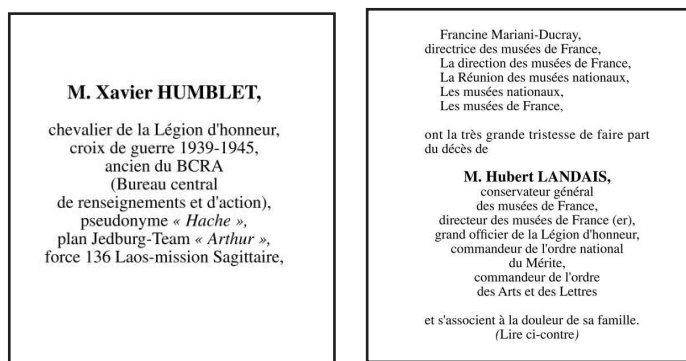 M. Xavier HUMBLET,
chevalier de la Légion d'honneur,
croix de guerre 1939-1945,
ancien du BCRA
(Bureau central
de renseignements et d'action),
pseudonyme « Hache »,
plan Jedburg-Team « Arthur »,
force 136 Laos-mission Sagittaire,
Francine Mariani-Ducray,
directrice des musées de France,
La direction des musées de France,
La Réunion des musées nationaux,
Les musées nationaux,
Les musées de France,
ont la très grande tristesse de faire part
du décès de
M. Hubert LANDAIS,
conservateur général
des musées de France,
directeur des musées de France (er),
grand officier de la Légion d'honneur,
commandeur de l'ordre national
du Mérite,
commandeur de l'ordre
des Arts et des Lettres
et s'associent à la douleur de sa famille.
(Lire ci-contre)